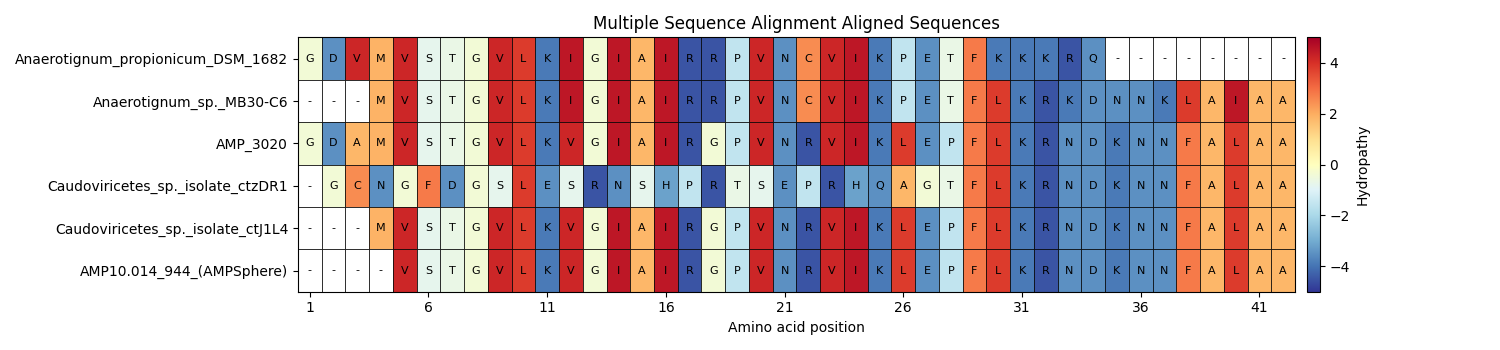 Multiple Sequence Alignment Aligned Sequences
Anaerotignum_propionicum_DSM_1682 G D V M V S T G V L K I G I A I R R P V N C V I K P E T F K K K R Q - - - - - - - -
Anaerotignum_sp._MB30-C6 - - - M V S T G V L K I G I A I R R P V N C V I K P E T F L K R K D N N K L A I A A
AMP_3020 G D A M V S T G V L K V G I A I R G P V N R V I K L E P F L K R N D K N N F A L A A
Caudoviricetes_sp._isolate_ctzDR1 - G C N G F D G S L E S R N S H P R T S E P R H Q A G T F L K R N D K N N F A L A A
Caudoviricetes_sp._isolate_ctJ1L4 - - - M V S T G V L K V G I A I R G P V N R V I K L E P F L K R N D K N N F A L A A
AMP10.014_944_(AMPSphere) - - - - V S T G V L K V G I A I R G P V N R V I K L E P F L K R N D K N N F A L A A
1 6 11 16 21 26 31 36 41
Amino acid position
4
2
0
−2
−4
Hydropathy